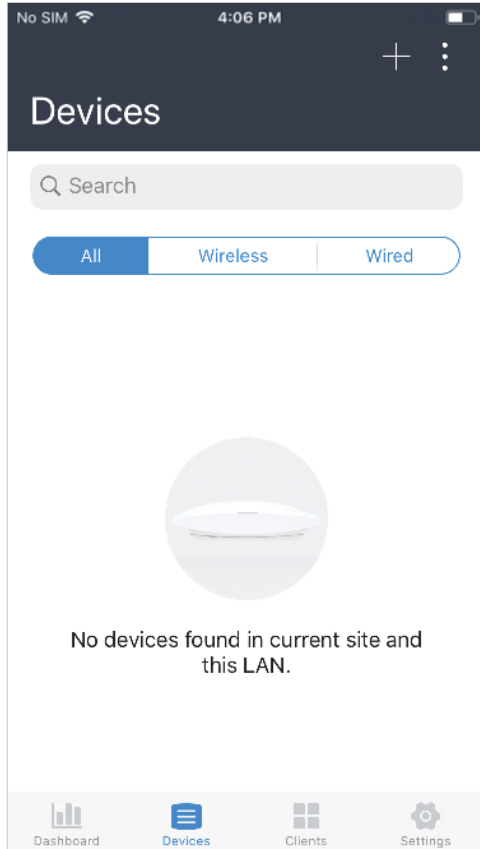 No SIM 4:06 PM
Devices
Search
All Wireless Wired
No devices found in current site and
this LAN.
Dashboard Devices Clients Settings